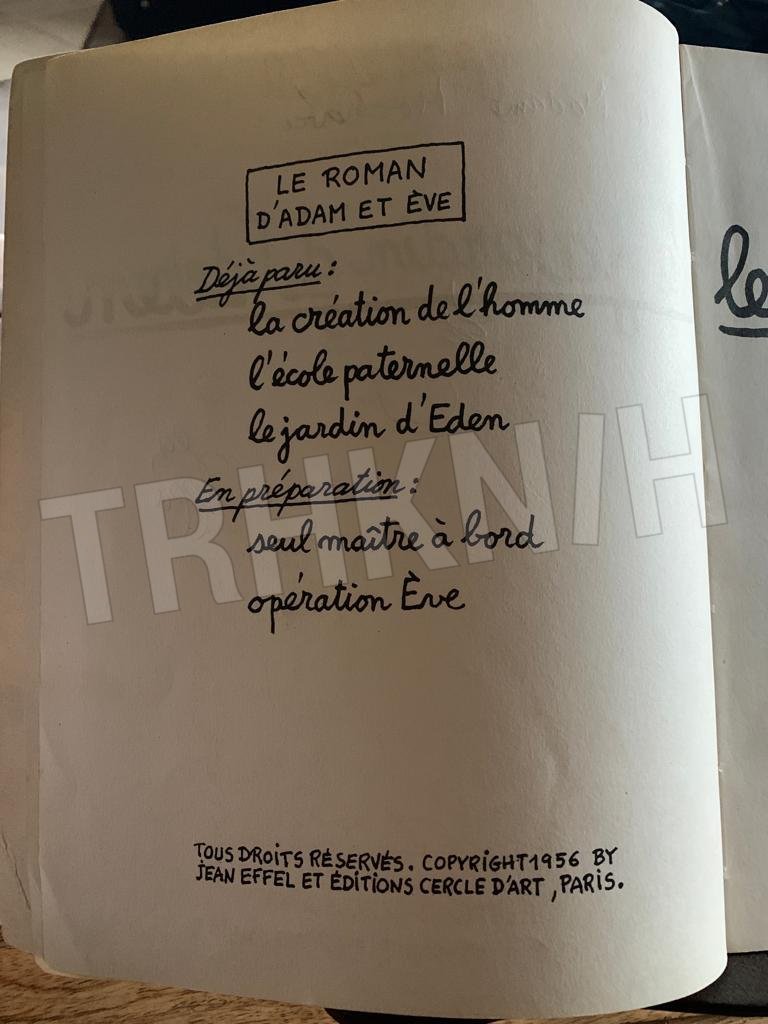 LE ROMAN
D'ADAM ET ÈVE
Déjà paru :
la création de l'homme
l'école paternelle
le jardin d'Eden
En préparation :
seul maître à bord
opération Ève
TOUS DROITS RÉSERVÉS. COPYRIGHT 1956 BY
JEAN EFFEL ET ÉDITIONS CERCLE D'ART, PARIS.
le
TRHKNIH